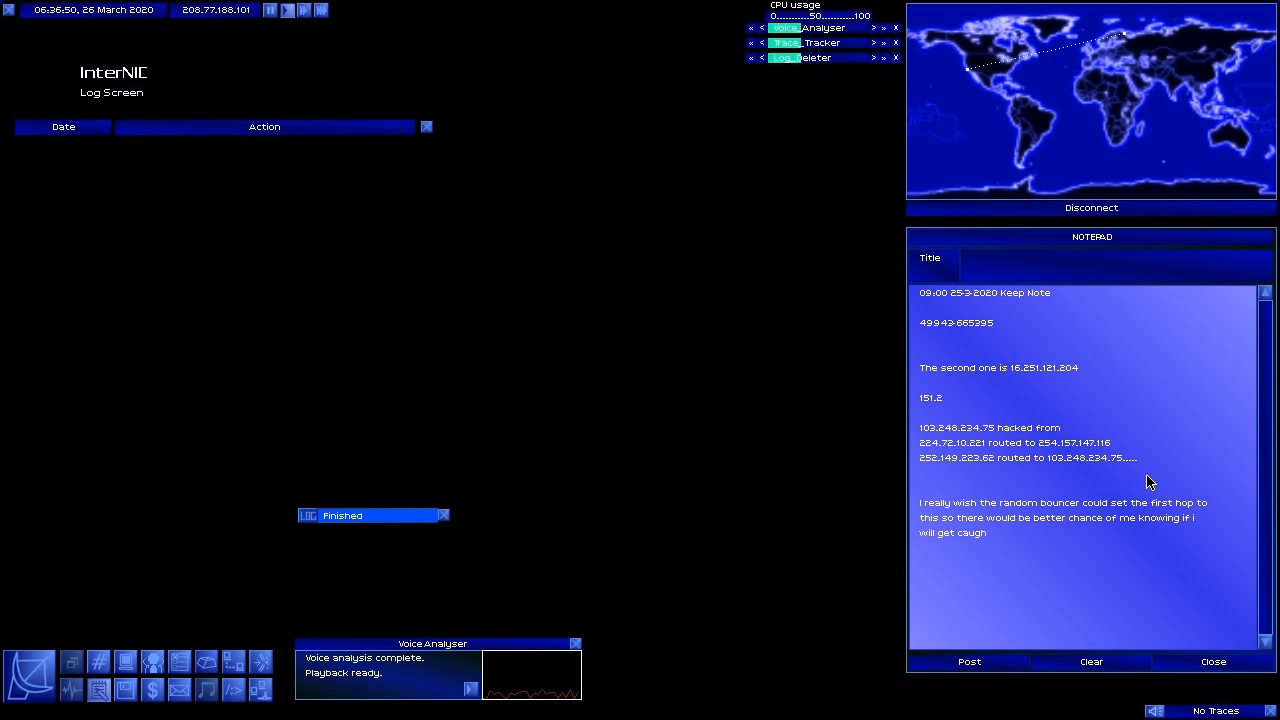 06:36:50, 26 March 2020
208.77.188.101
CPU usage
0...........50...........100
« < Voice_Analyser > » x
« < Trace_Tracker > » x
« < Log_Deleter > » x
InterNIC
Log Screen
Date
Action
Disconnect
NOTEPAD
Title
09:00 25-3-2020 Keep Note
49943-665395
The second one is 16.251.121.204
151.2
103.248.234.75 hacked from
224.72.10.221 routed to 254.157.147.116
252.149.223.62 routed to 103.248.234.75.....
I really wish the random bouncer could set the first hop to
this so there would be better chance of me knowing if i
will get caugh
LOG
Finished
Voice Analyser
Voice analysis complete.
Playback ready.
Post
Clear
Close
No Traces